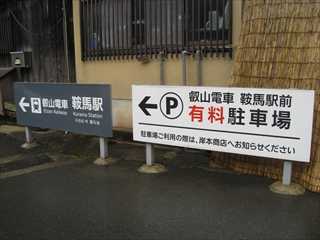 叡山電車 鞍馬駅
Eizan Railway Kurama Station
P
叡山電車 鞍馬駅前
有料駐車場
駐車場ご利用の際は、岸本商店へお知らせください